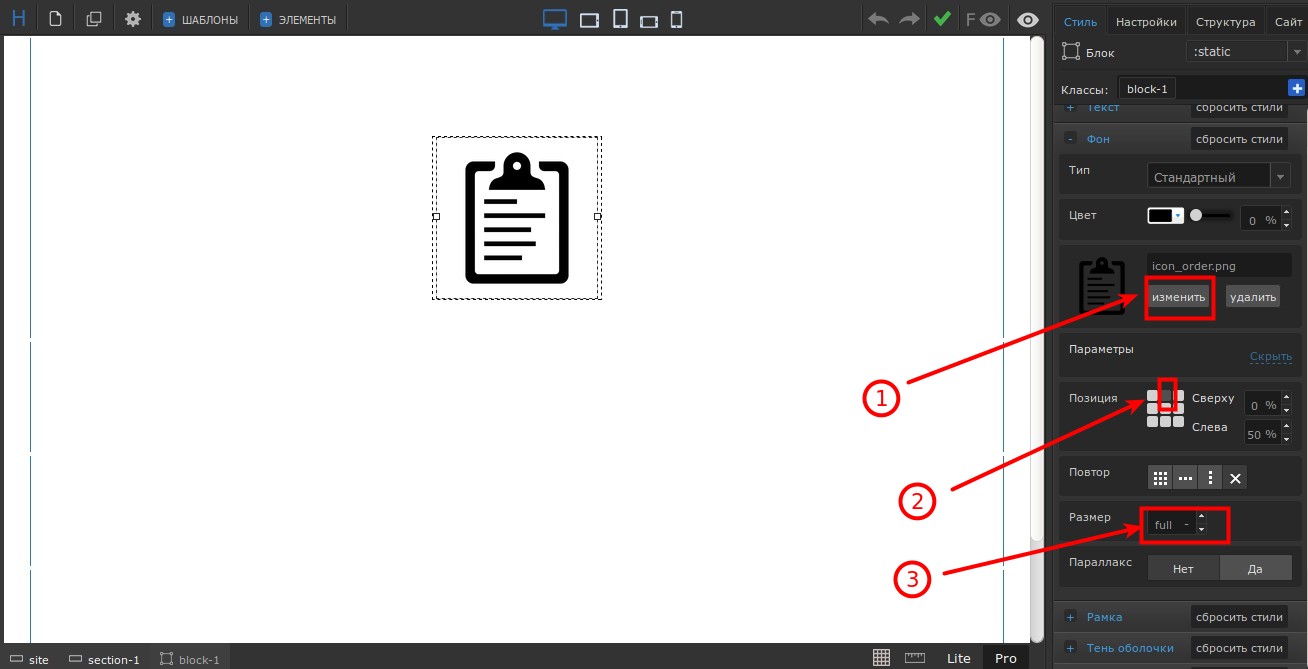 H
ШАБЛОНЫ
ЭЛЕМЕНТЫ
F
Стиль Настройки Структура Сайт
Блок :static
Классы: block-1
Текст сбросить стили
Фон сбросить стили
Тип Стандартный
Цвет 0 %
icon_order.png
изменить удалить
Параметры Скрыть
Позиция Сверху 0 %
Слева 50 %
Повтор
Размер full -
Параллакс Нет Да
Рамка сбросить стили
Тень оболочки сбросить стили
1
2
3
site section-1 block-1 Lite Pro